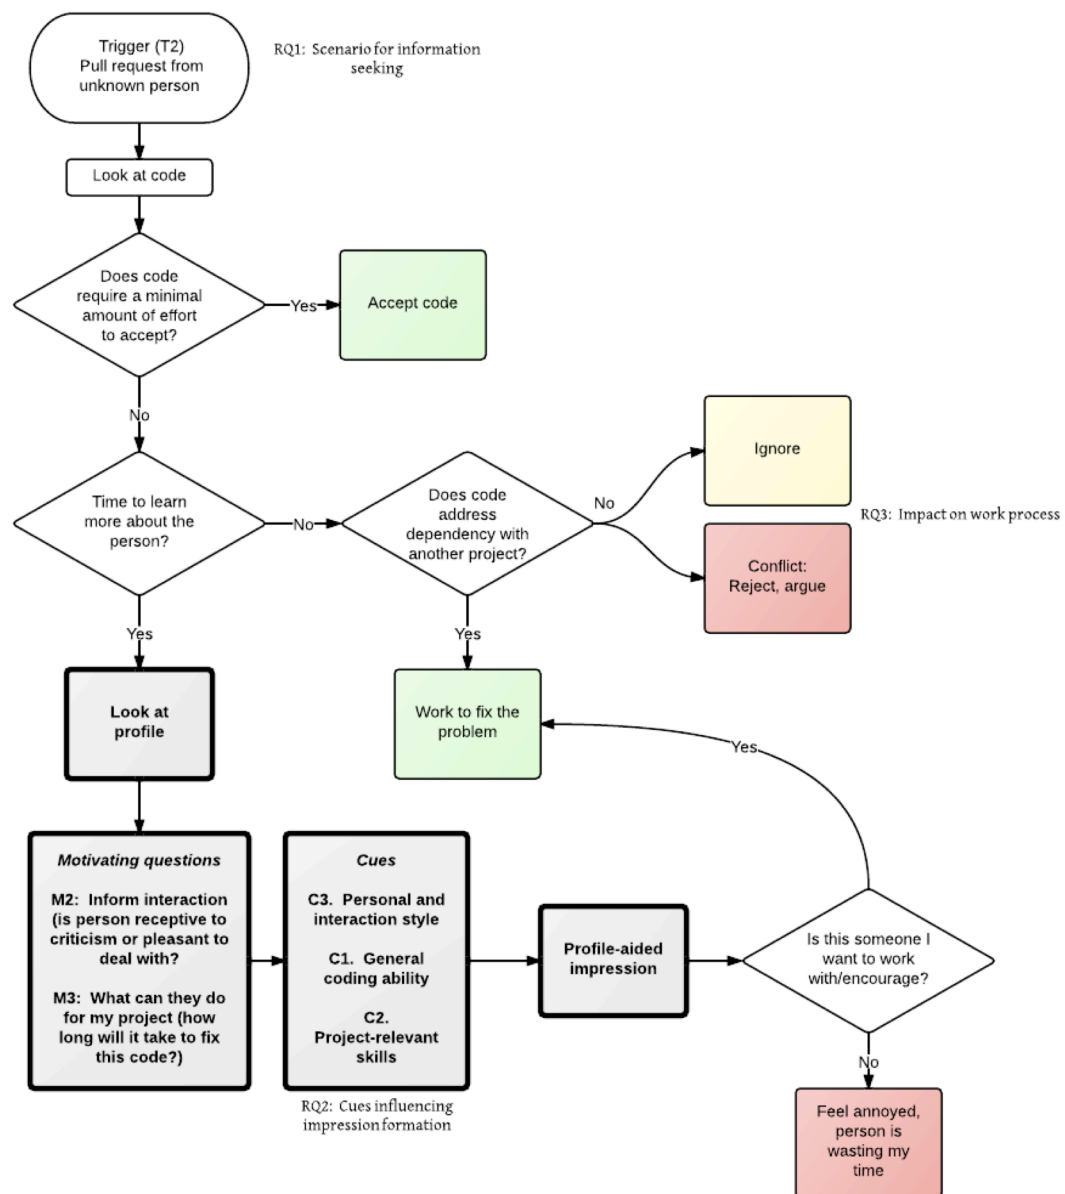 Trigger (T2)
Pull request from
unknown person
RQ1: Scenario for information
seeking
Look at code
Does code
require a minimal
amount of effort
to accept?
Yes
Accept code
No
Time to learn
more about the
person?
No
Does code
address
dependency with
another project?
No
Ignore
RQ3: Impact on work process
Conflict:
Reject, argue
Yes
Yes
Look at
profile
Work to fix the
problem
Yes
Motivating questions
M2: Inform interaction
(is person receptive to
criticism or pleasant to
deal with?
M3: What can they do
for my project (how
long will it take to fix
this code?)
Cues
C3. Personal and
interaction style
C1. General
coding ability
C2.
Project-relevant
skills
RQ2: Cues influencing
impression formation
Profile-aided
impression
Is this someone I
want to work
with/encourage?
No
Feel annoyed,
person is
wasting my
time